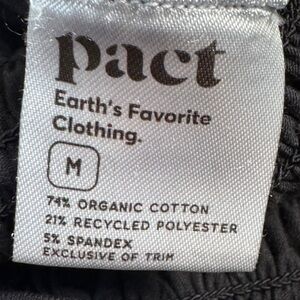 pact
Earth's Favorite
Clothing.
M
74% ORGANIC COTTON
21% RECYCLED POLYESTER
5% SPANDEX
EXCLUSIVE OF TRIM